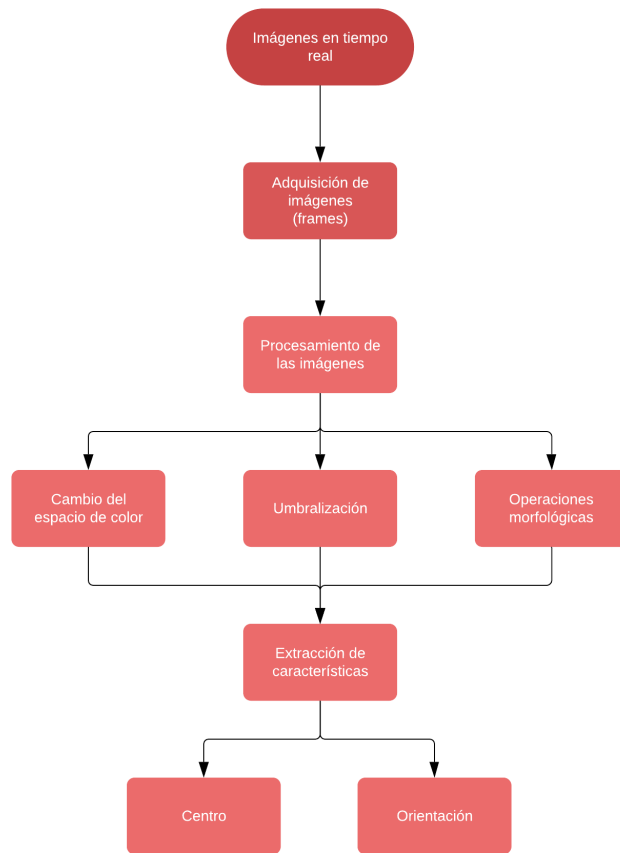 Imágenes en tiempo
real
Adquisición de
imágenes
(frames)
Procesamiento de
las imágenes
Cambio del
espacio de color
Umbralización
Operaciones
morfológicas
Extracción de
características
Centro
Orientación